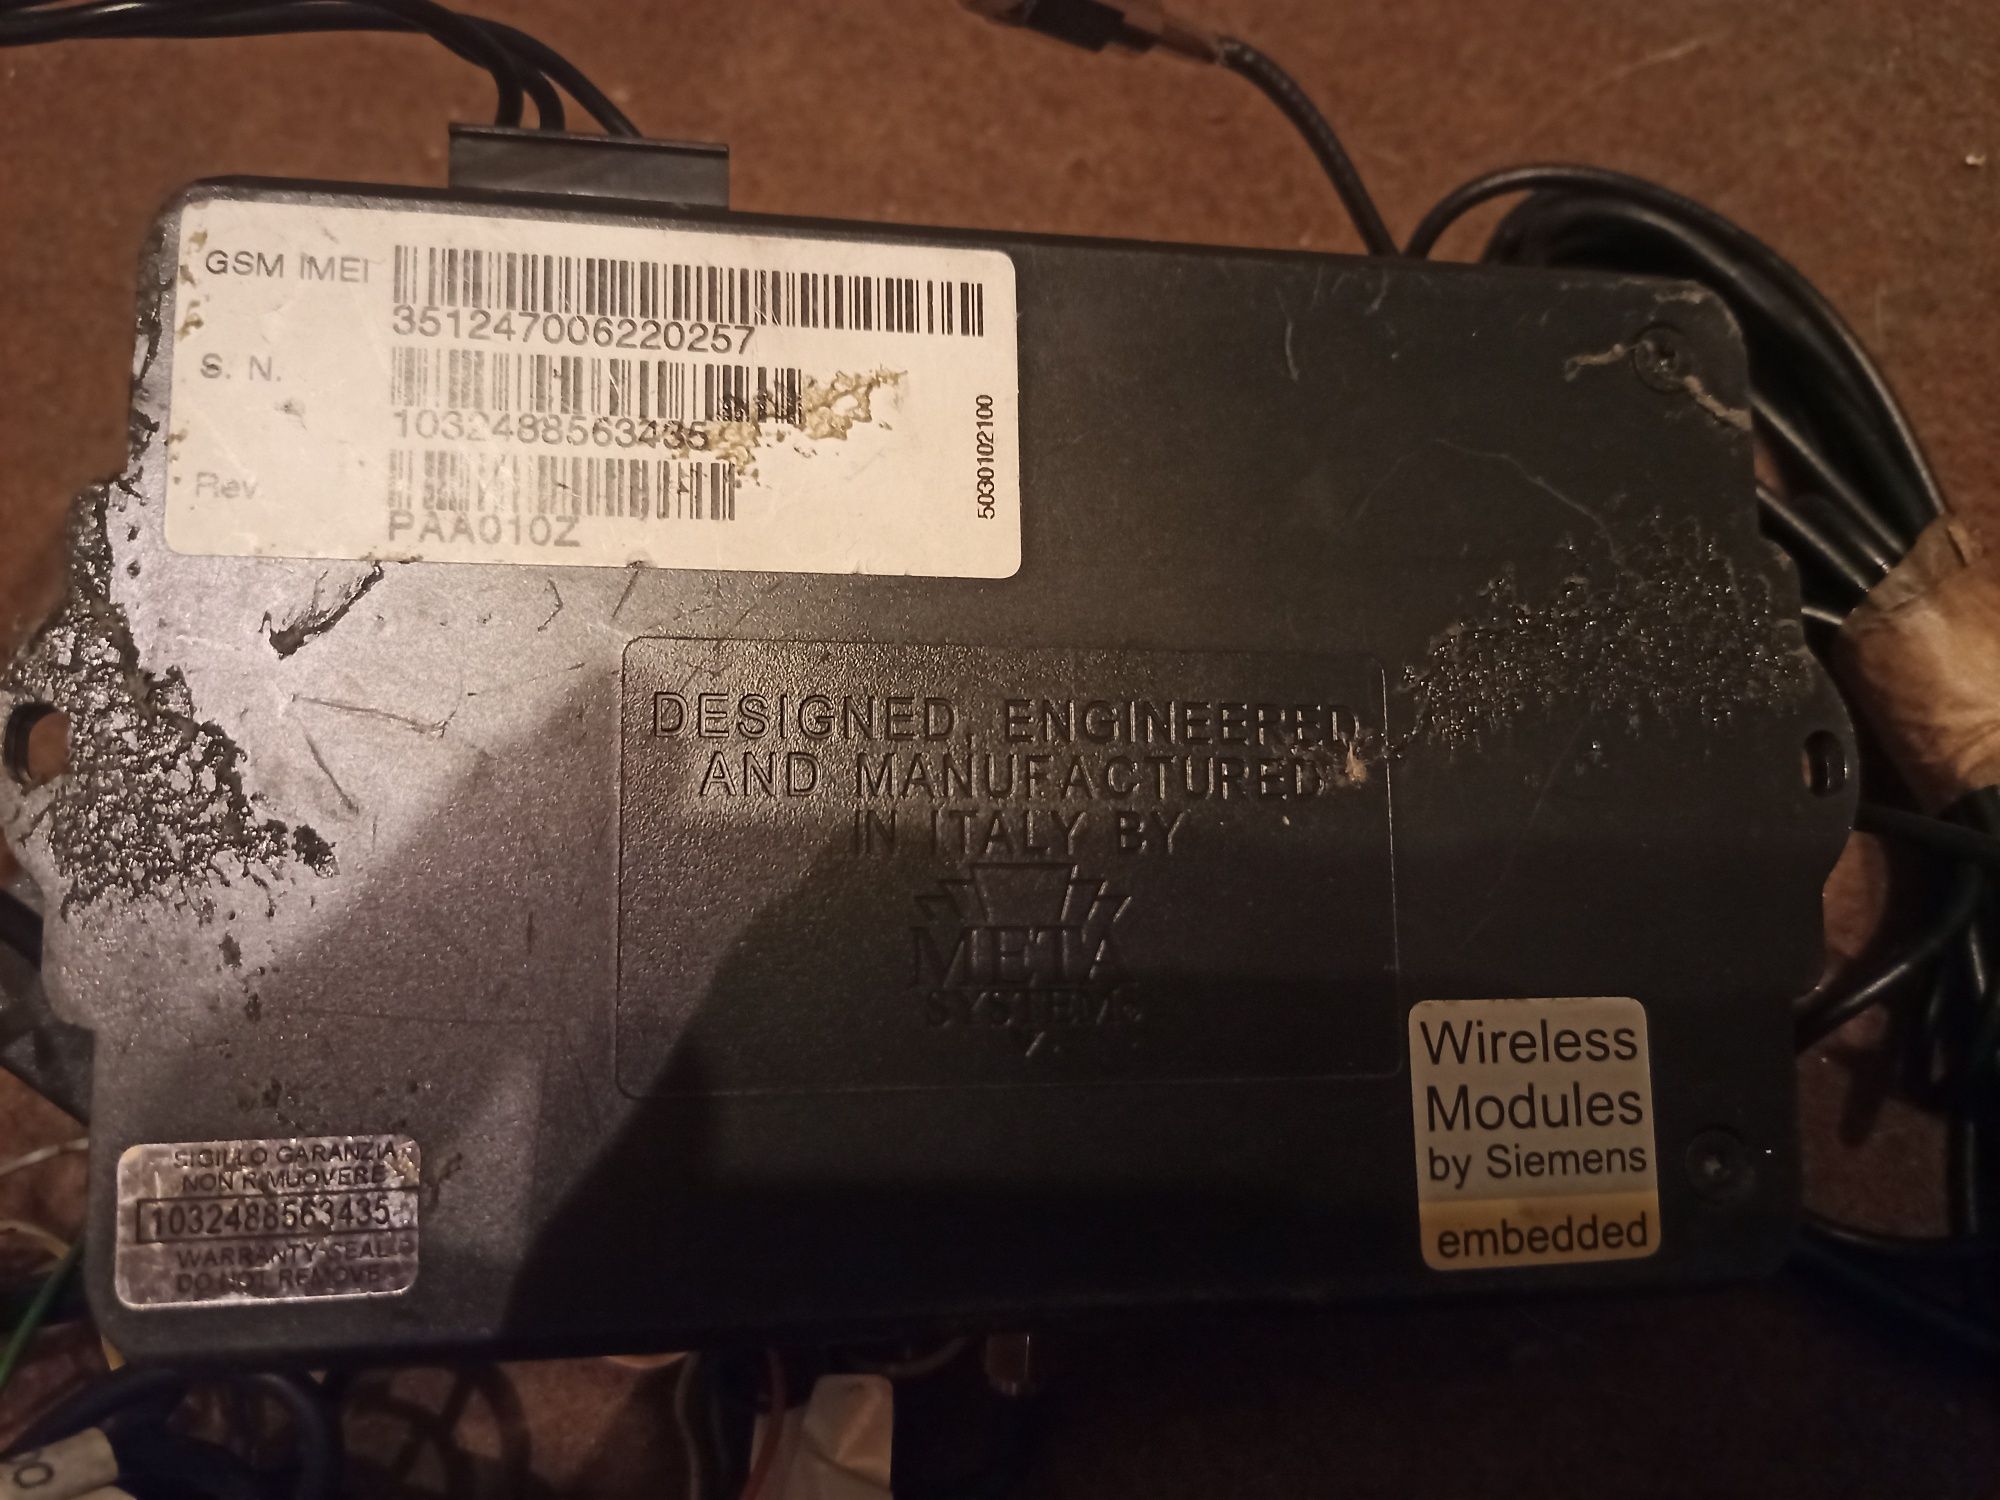 GSM IMEI
351247006220257
S. N.
1032488563435
Rev.
PAA010Z
5030102100
DESIGNED, ENGINEERED
AND MANUFACTURED
IN ITALY BY
META
SYSTEM
Wireless
Modules
by Siemens
embedded
SIGILLO GARANZIA
NON RIMUOVERE
1032488563435
WARRANTY SEAL
DO NOT REMOVE